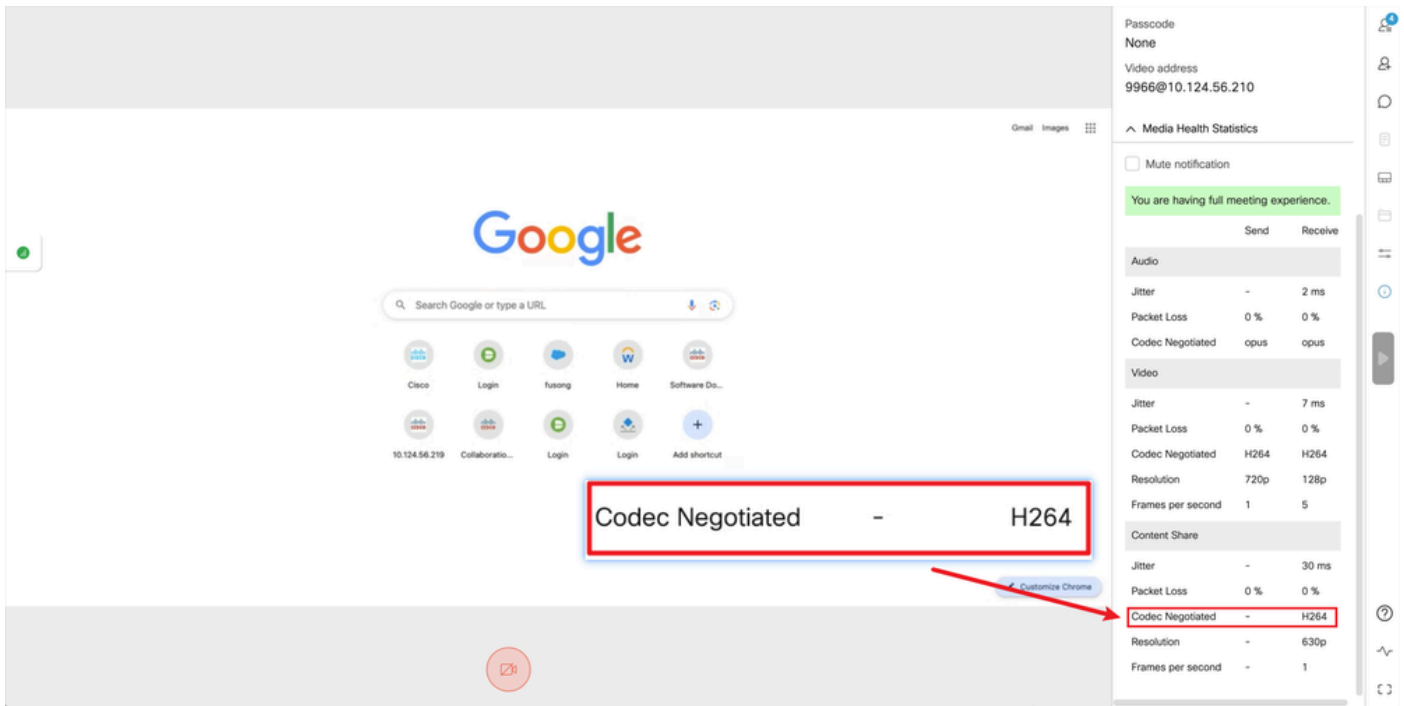 Gmail Images
Google
Search Google or type a URL
Cisco Login fusong Home Software Do...
10.124.56.219 Collaboratio... Login Login Add shortcut
Codec Negotiated - H264
Customize Chrome
Passcode
None
Video address
9966@10.124.56.210
Media Health Statistics
Mute notification
You are having full meeting experience.
Send Receive
Audio
Jitter - 2 ms
Packet Loss 0 % 0 %
Codec Negotiated opus opus
Video
Jitter - 7 ms
Packet Loss 0 % 0 %
Codec Negotiated H264 H264
Resolution 720p 128p
Frames per second 1 5
Content Share
Jitter - 30 ms
Packet Loss 0 % 0 %
Codec Negotiated - H264
Resolution - 630p
Frames per second - 1
4